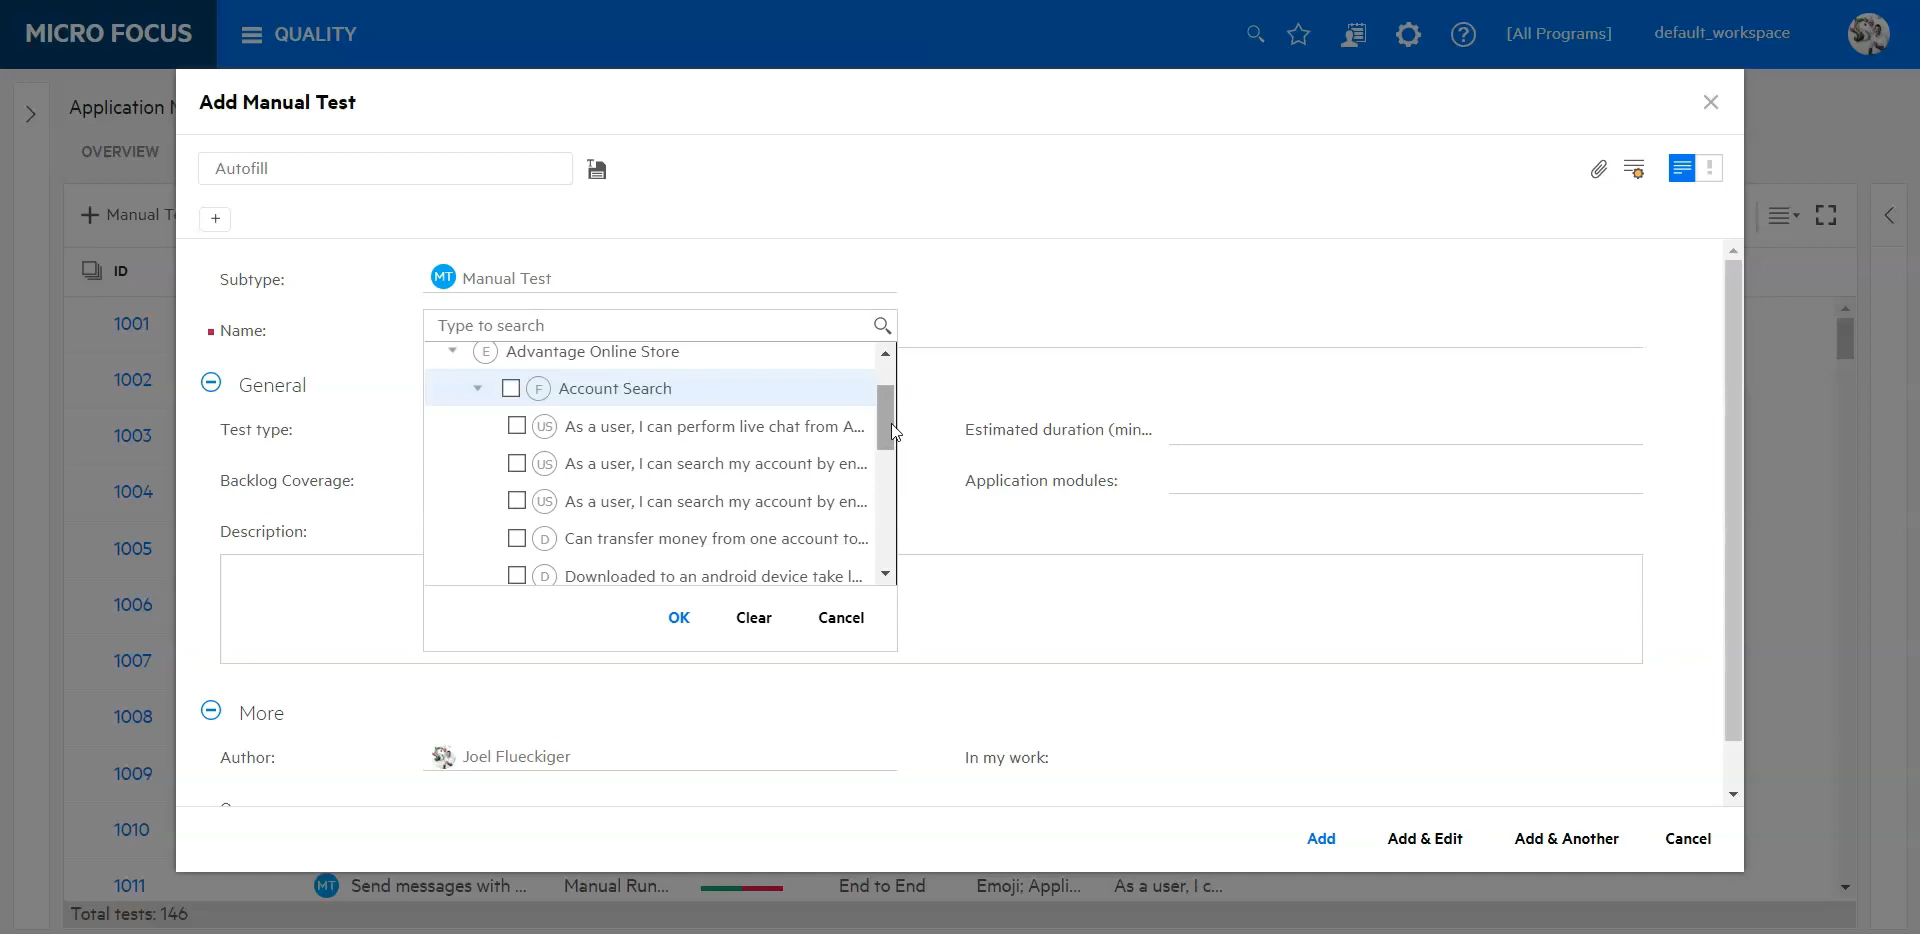 MICRO FOCUS
QUALITY
[All Programs]
default_workspace
Application
OVERVIEW
Add Manual Test
Autofill
+
+ Manual
ID
1001
1002
1003
1004
1005
1006
1007
1008
1009
1010
1011
Subtype:
MT Manual Test
Name:
Type to search
E Advantage Online Store
F Account Search
US As a user, I can perform live chat from A...
US As a user, I can search my account by en...
US As a user, I can search my account by en...
D Can transfer money from one account to...
D Downloaded to an android device take l...
OK Clear Cancel
General
Test type:
Estimated duration (min...
Backlog Coverage:
Application modules:
Description:
More
Author:
Joel Flueckiger
In my work:
Add Add & Edit Add & Another Cancel
MT Send messages with ... Manual Run... End to End Emoji; Appli... As a user, I c...
Total tests: 146